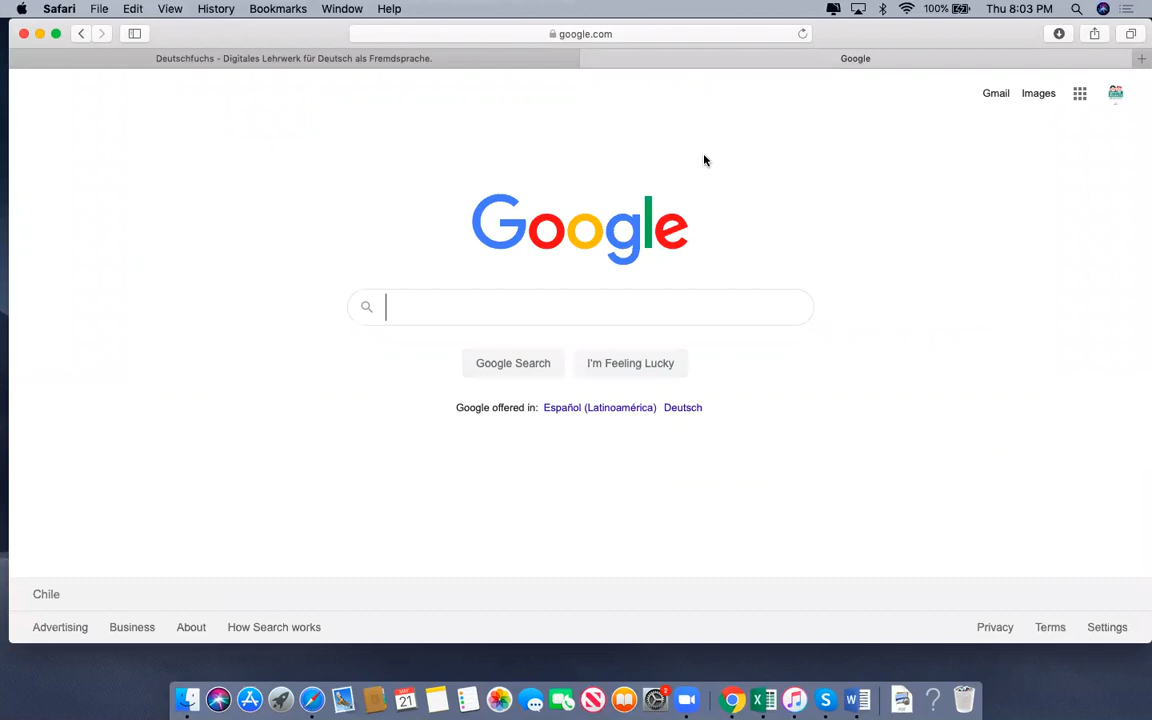 Safari File Edit View History Bookmarks Window Help 100% Thu 8:03 PM
google.com
Deutschfuchs - Digitales Lehrwerk für Deutsch als Fremdsprache. Google
Gmail Images
Google
Google Search I'm Feeling Lucky
Google offered in: Español (Latinoamérica) Deutsch
Chile
Advertising Business About How Search works Privacy Terms Settings
21 2